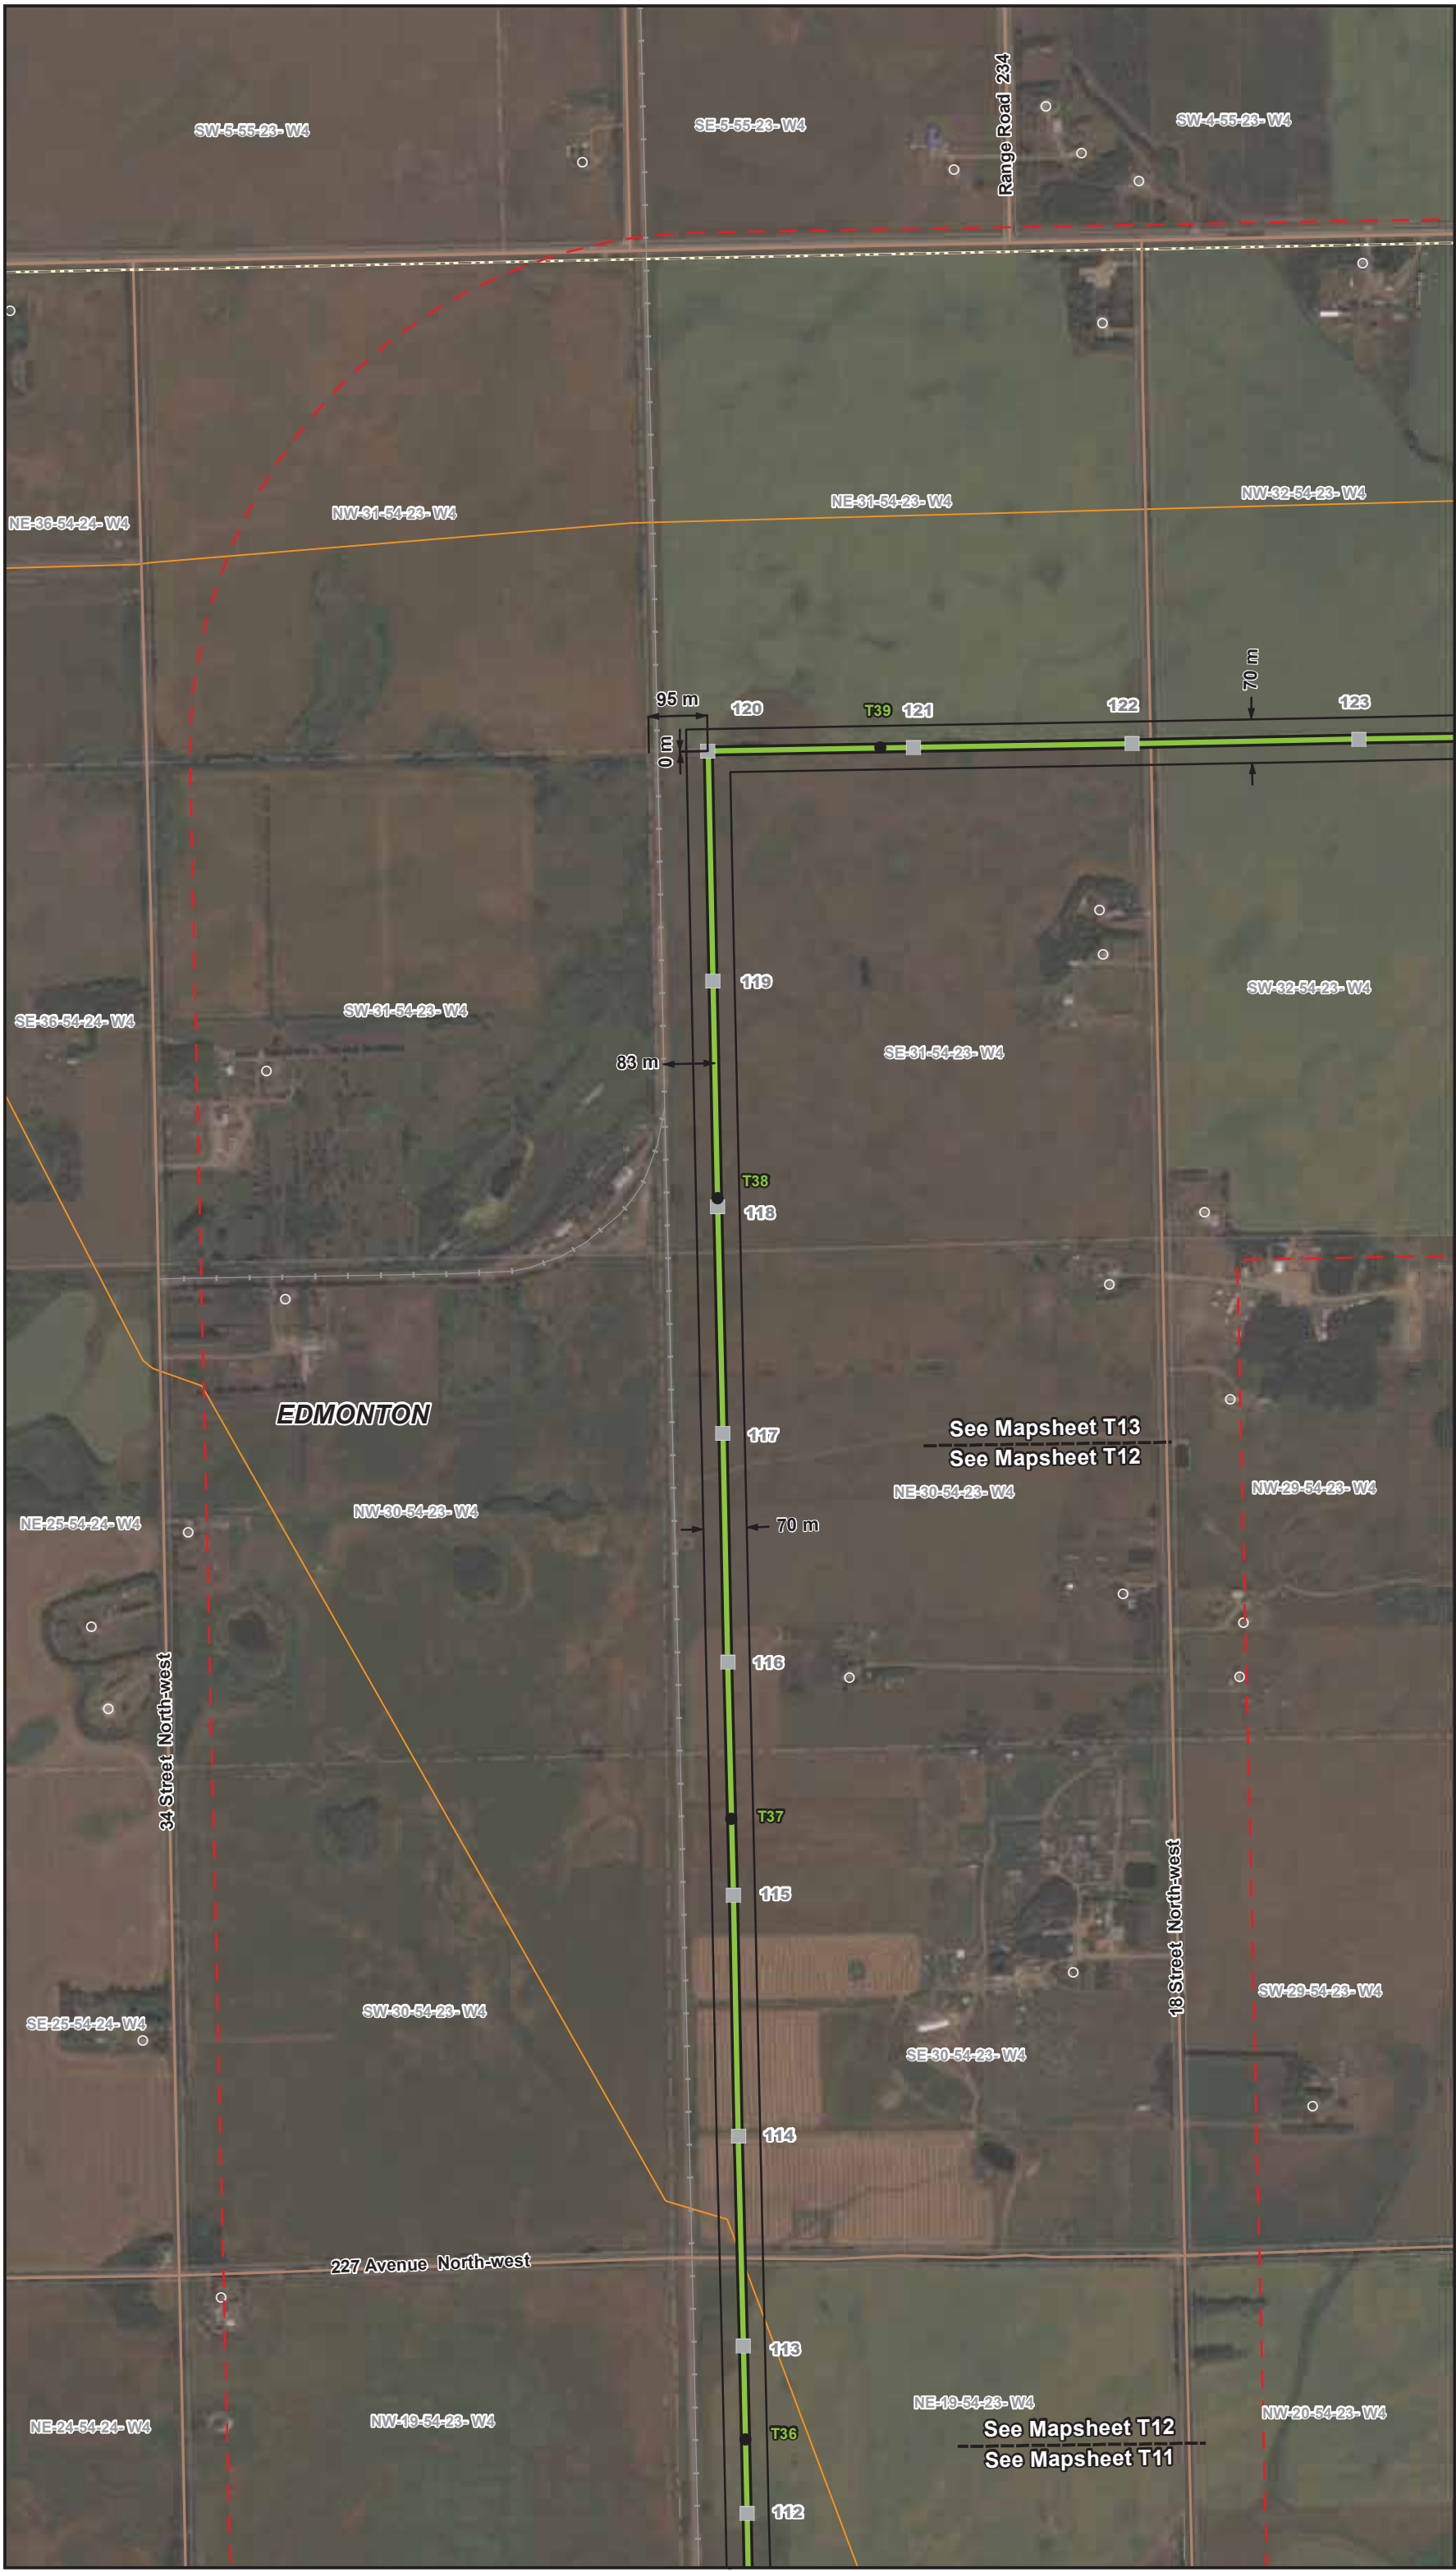 SW-5-55-23- W4
SE-5-55-23- W4
Range Road 234
SW-4-55-23- W4
NE-36-54-24- W4
NW-31-54-23- W4
NE-31-54-23- W4
NW-32-54-23- W4
70 m
95 m
120
T39
121
122
123
0 m
119
SE-36-54-24- W4
SW-31-54-23- W4
SW-32-54-23- W4
83 m
SE-31-54-23- W4
T38
118
EDMONTON
117
See Mapsheet T13
See Mapsheet T12
NE-25-54-24- W4
NW-30-54-23- W4
NE-30-54-23- W4
NW-29-54-23- W4
70 m
116
34 Street North-west
T37
115
18 Street North-west
SE-25-54-24- W4
SW-30-54-23- W4
SE-30-54-23- W4
SW-29-54-23- W4
114
227 Avenue North-west
113
NE-24-54-24- W4
NW-19-54-23- W4
NE-19-54-23- W4
NW-20-54-23- W4
T36
See Mapsheet T12
See Mapsheet T11
112